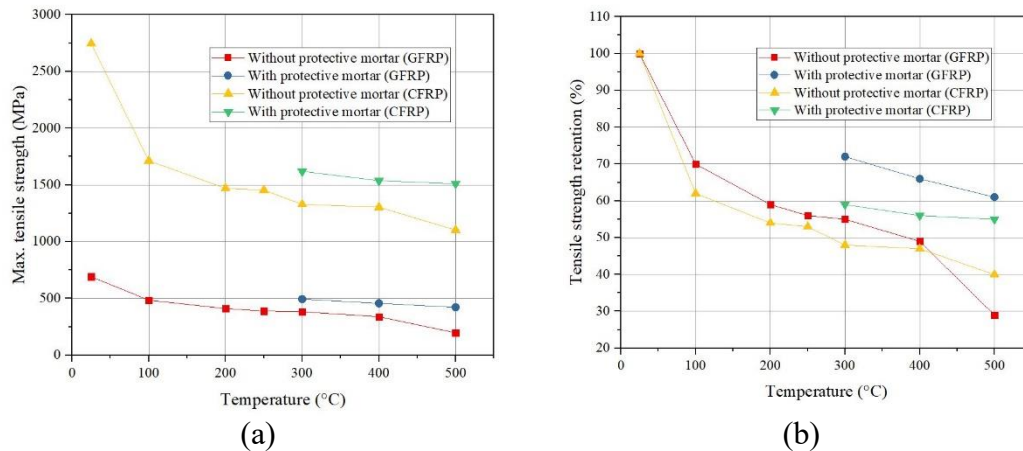 3000
2500
2000
1500
1000
500
0
Max. tensile strength (MPa)
Without protective mortar (GFRP)
With protective mortar (GFRP)
Without protective mortar (CFRP)
With protective mortar (CFRP)
0 100 200 300 400 500
Temperature (°C)
(a)
110
100
90
80
70
60
50
40
30
20
Tensile strength retention (%)
Without protective mortar (GFRP)
With protective mortar (GFRP)
Without protective mortar (CFRP)
With protective mortar (CFRP)
0 100 200 300 400 500
Temperature (°C)
(b)